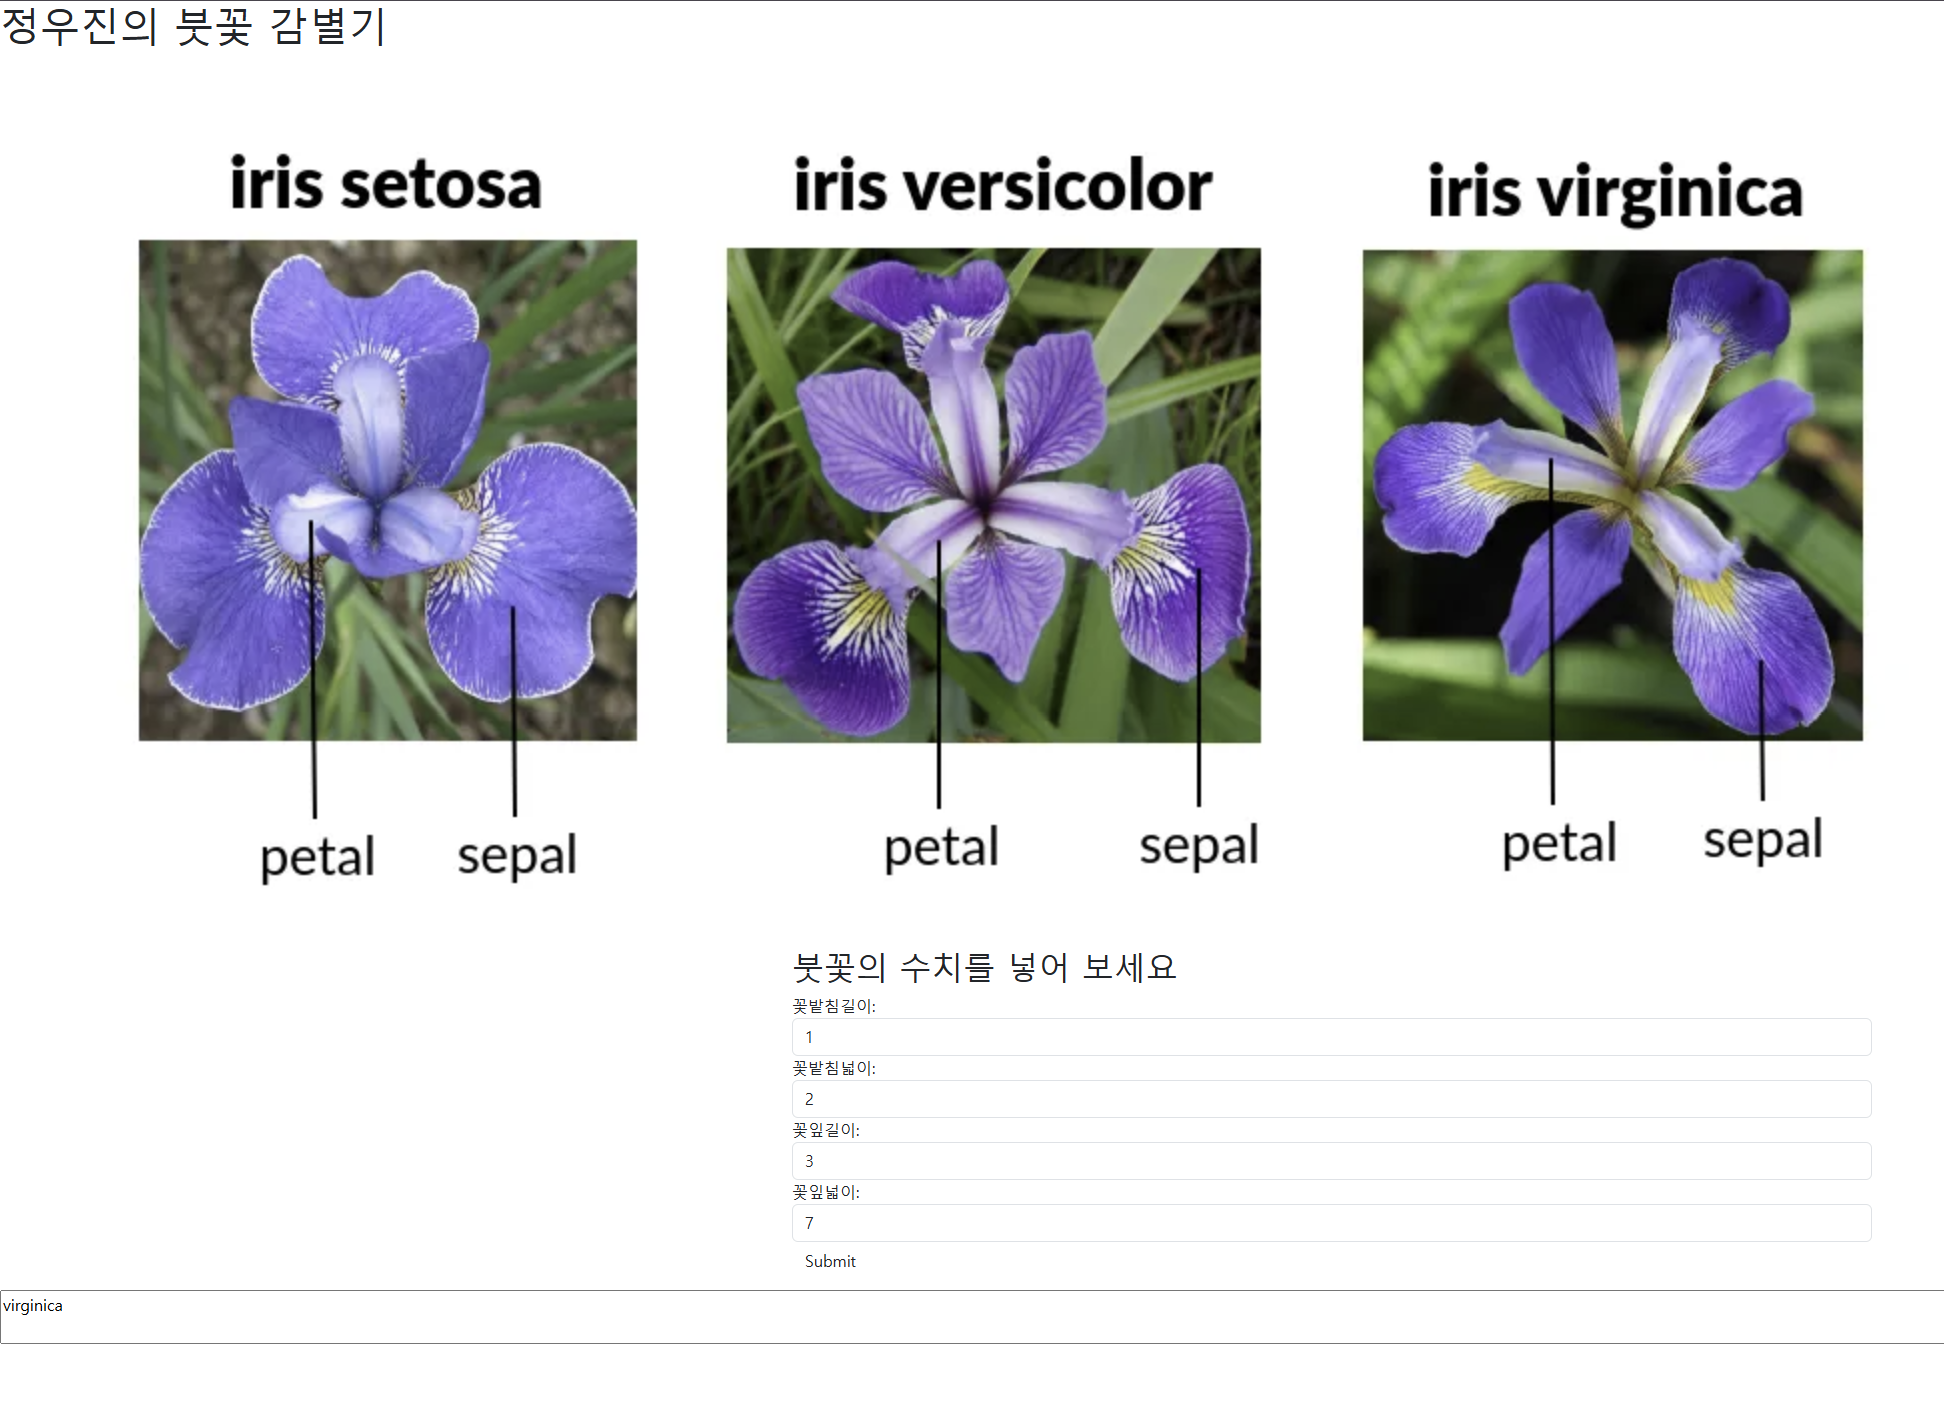 정우진의 붓꽃 감별기
iris setosa
iris versicolor
iris virginica
petal
sepal
petal
sepal
petal
sepal
붓꽃의 수치를 넣어 보세요
꽃밭침길이:
1
꽃밭침넓이:
2
꽃잎길이:
3
꽃잎넓이:
7
Submit
virginica